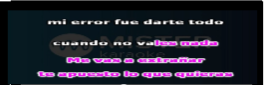 mi error fue darte todo
cuando no vales nada
Me vas a extrañar
te apuesto lo que quieras